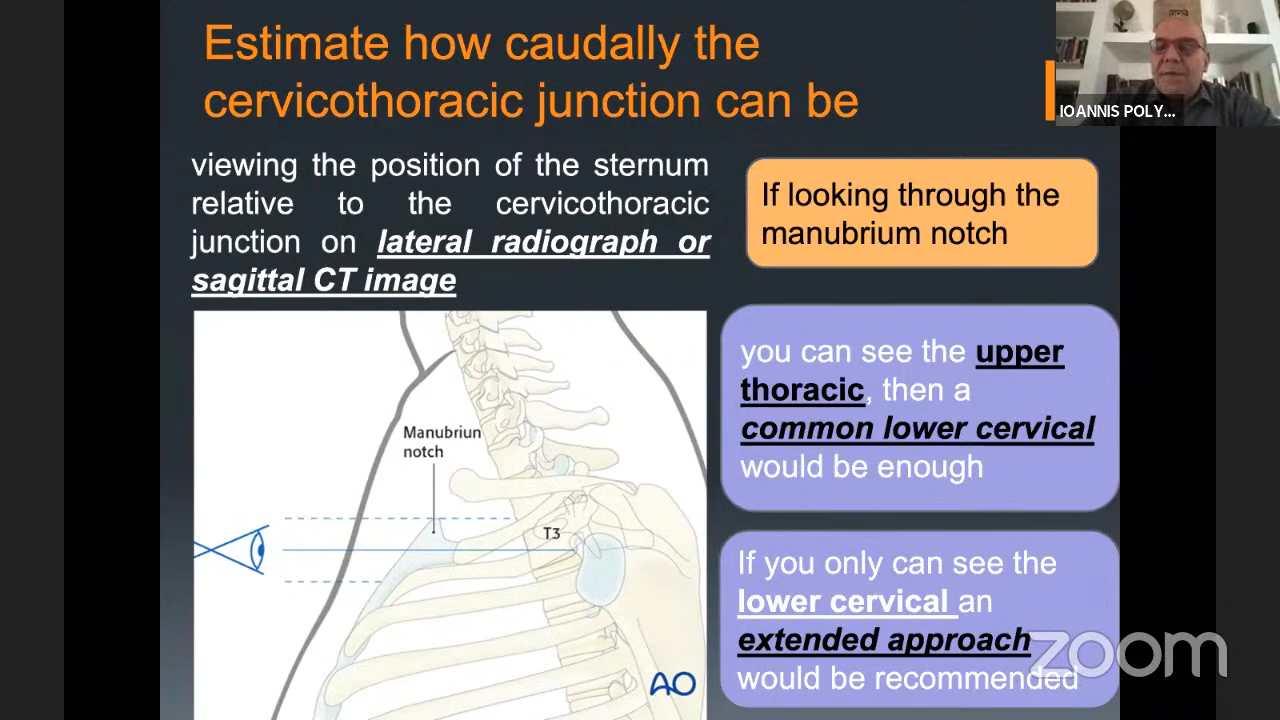 Estimate how caudally the
cervicothoracic junction can be
IOANNIS POLY...
viewing the position of the sternum
relative to the cervicothoracic
junction on lateral radiograph or
sagittal CT image
If looking through the
manubrium notch
you can see the upper
thoracic, then a
common lower cervical
would be enough
Manubriun
notch
T3
If you only can see the
lower cervical an
extended approach
would be recommended
AO
zoom